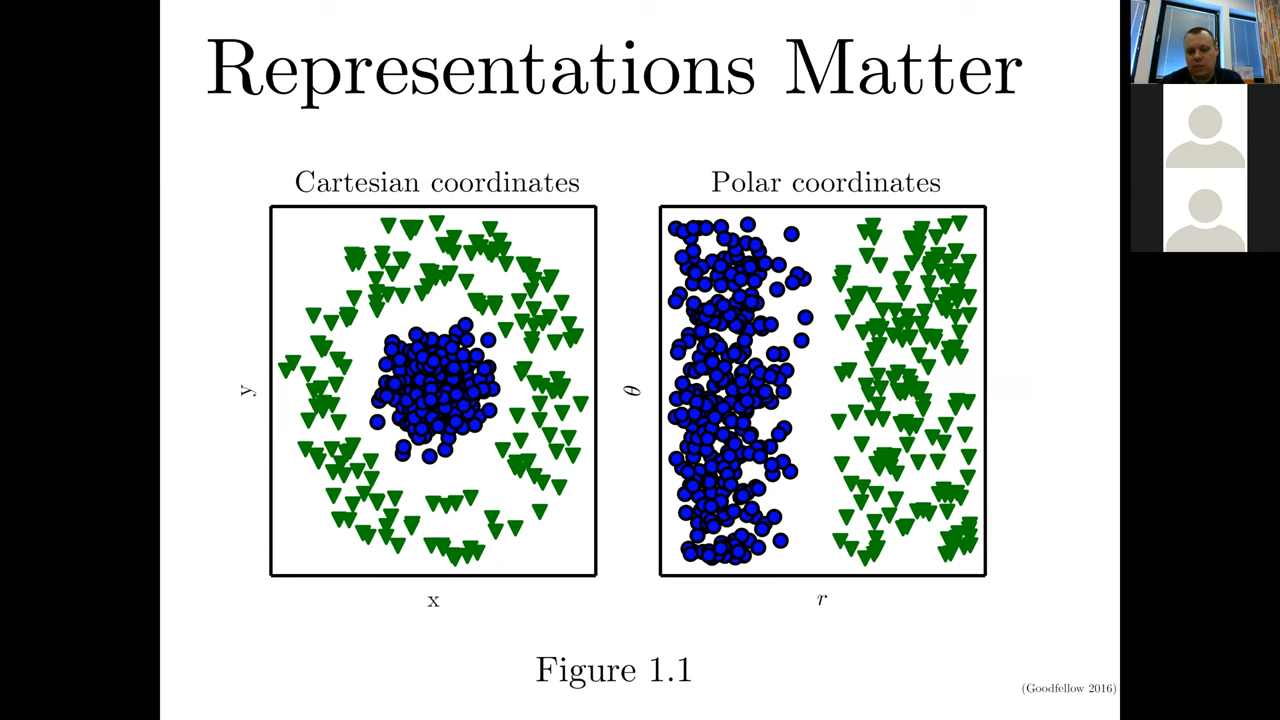 Representations Matter
Cartesian coordinates
Polar coordinates
y
θ
x
r
Figure 1.1
(Goodfellow 2016)